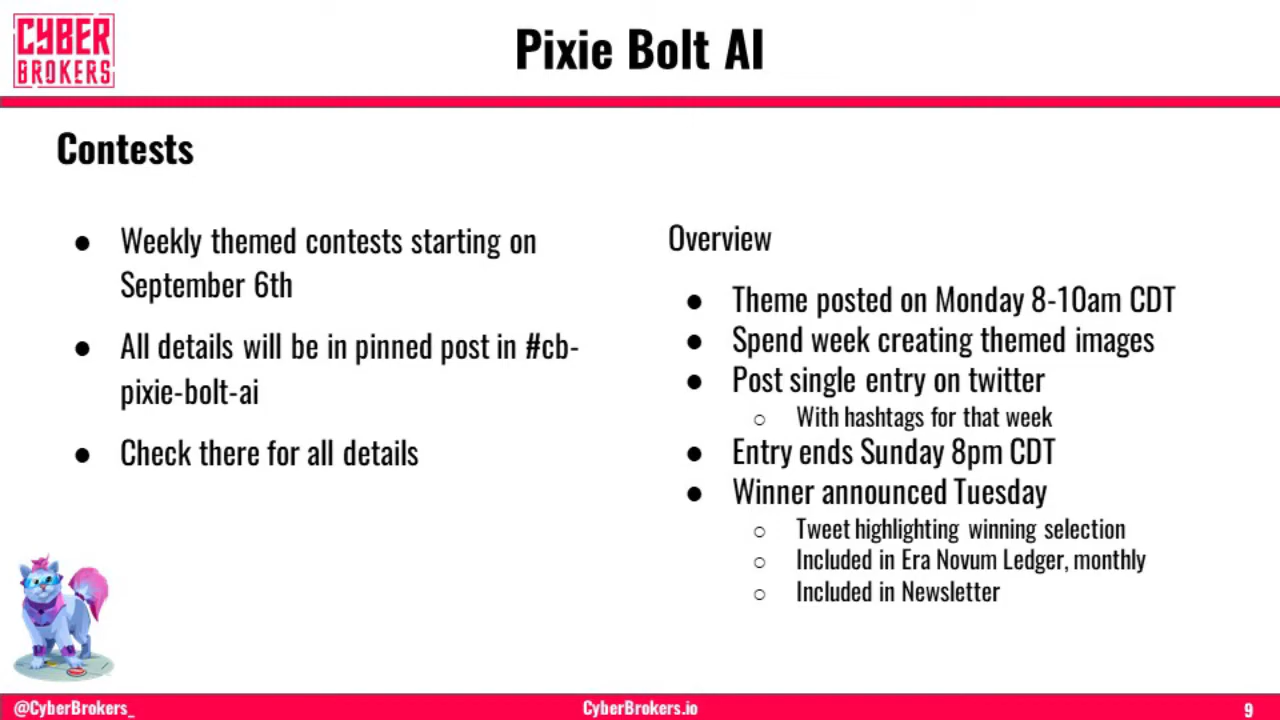 CYBER
BROKERS
Pixie Bolt AI
Contests
● Weekly themed contests starting on
September 6th
● All details will be in pinned post in #cb-
pixie-bolt-ai
● Check there for all details
Overview
● Theme posted on Monday 8-10am CDT
● Spend week creating themed images
● Post single entry on twitter
○ With hashtags for that week
● Entry ends Sunday 8pm CDT
● Winner announced Tuesday
○ Tweet highlighting winning selection
○ Included in Era Novum Ledger, monthly
○ Included in Newsletter
@CyberBrokers_
CyberBrokers.io
9